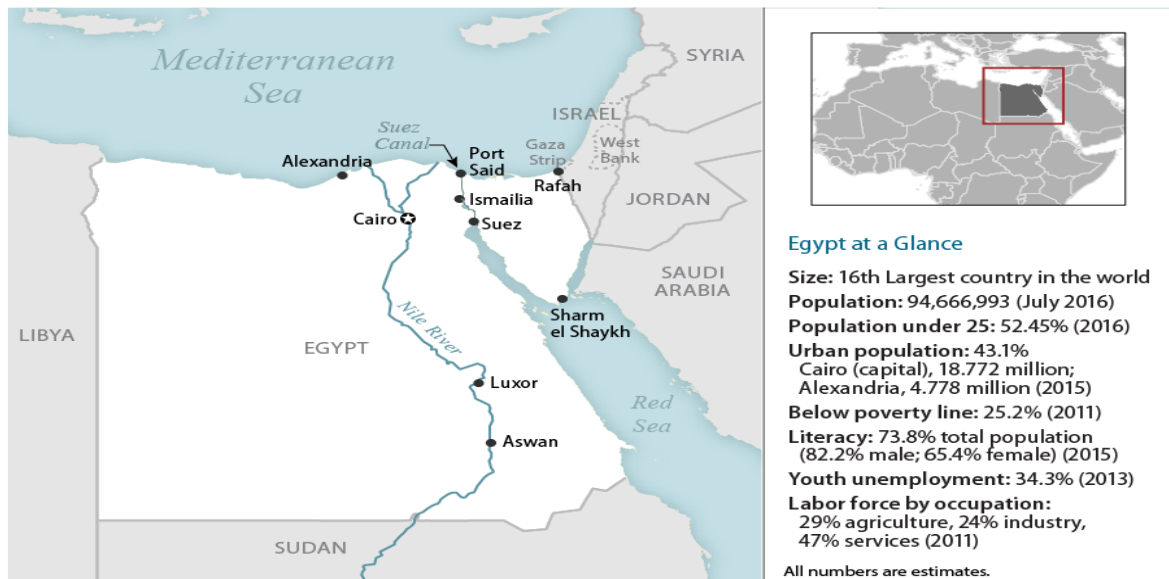 Mediterranean
Sea
SYRIA
ISRAEL
Suez
Canal
Gaza
Strip
West
Bank
Port
Said
Alexandria
Rafah
Ismailia
JORDAN
Cairo
Suez
SAUDI
ARABIA
Sharm
el Shaykh
LIBYA
EGYPT
Nile River
Luxor
Red
Sea
Aswan
SUDAN
Egypt at a Glance
Size: 16th Largest country in the world
Population: 94,666,993 (July 2016)
Population under 25: 52.45% (2016)
Urban population: 43.1%
Cairo (capital), 18.772 million;
Alexandria, 4.778 million (2015)
Below poverty line: 25.2% (2011)
Literacy: 73.8% total population
(82.2% male; 65.4% female) (2015)
Youth unemployment: 34.3% (2013)
Labor force by occupation:
29% agriculture, 24% industry,
47% services (2011)
All numbers are estimates.